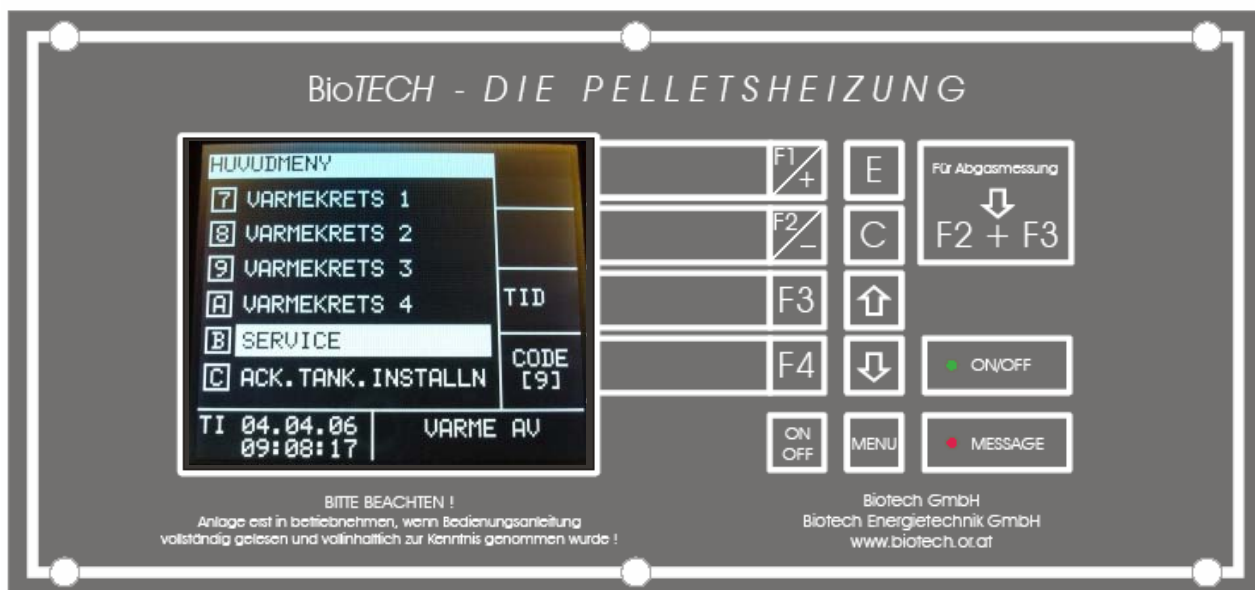 BioTECH - DIE PELLETSHEIZUNG
HUVUDMENY
7 VARMEKRETS 1
8 VARMEKRETS 2
9 VARMEKRETS 3
A VARMEKRETS 4
B SERVICE
C ACK.TANK.INSTALLN
TID
CODE
[9]
TI 04.04.06
09:08:17
VARME AV
F1/+
E
F2/-
C
F3
F4
ON
OFF
MENU
Für Abgasmessung
F2 + F3
ON/OFF
MESSAGE
BITTE BEACHTEN !
Anlage erst in betriebnehmen, wenn Bedienungsanleitung
vollständig gelesen und vollinhaltlich zur Kenntnis genommen wurde !
Biotech GmbH
Biotech Energietechnik GmbH
www.biotech.or.at